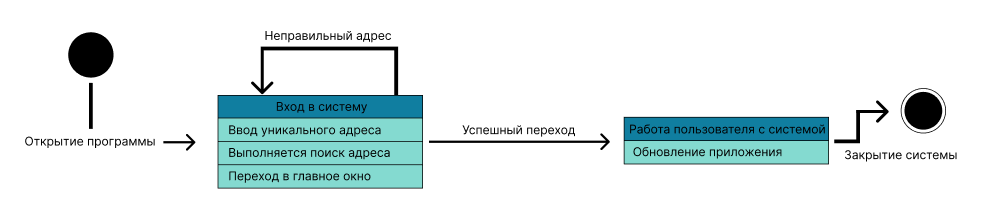 Неправильный адрес
Вход в систему
Ввод уникального адреса
Выполняется поиск адреса
Переход в главное окно
Открытие программы
Успешный переход
Работа пользователя с системой
Обновление приложения
Закрытие системы